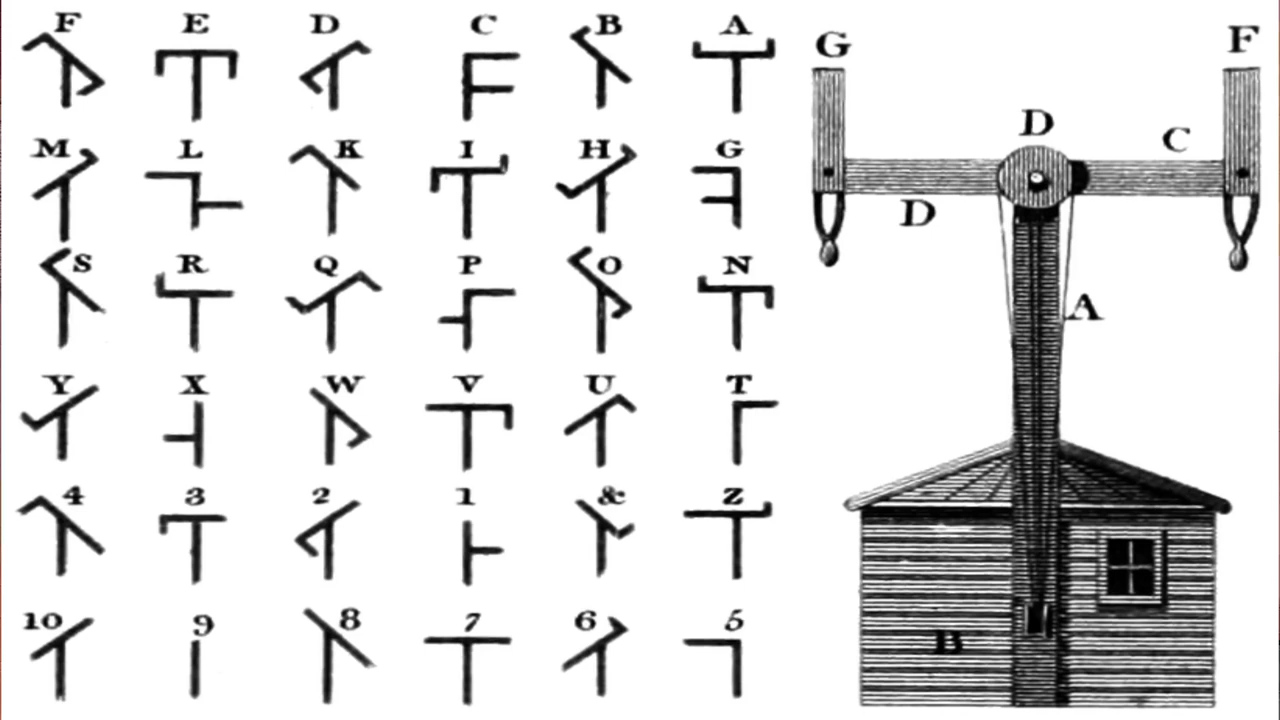 F E D C B A
M L K I H G
S R Q P O N
Y X W V U T
4 3 2 1 & Z
10 9 8 7 6 5
G F
D C
D
A
B